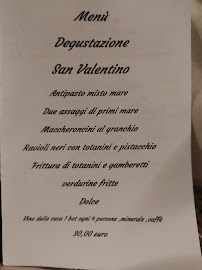 Menù
Degustazione
San Valentino
Antipasto misto mare
Due assaggi di primi mare
Maccheroncini al granchio
Ravioli neri con totanini e pistacchio
Frittura di totanini e gamberetti
verdurine fritte
Dolce
Vino della casa 1 bot ogni 4 persone ,minerale ,caffè
30,00 euro